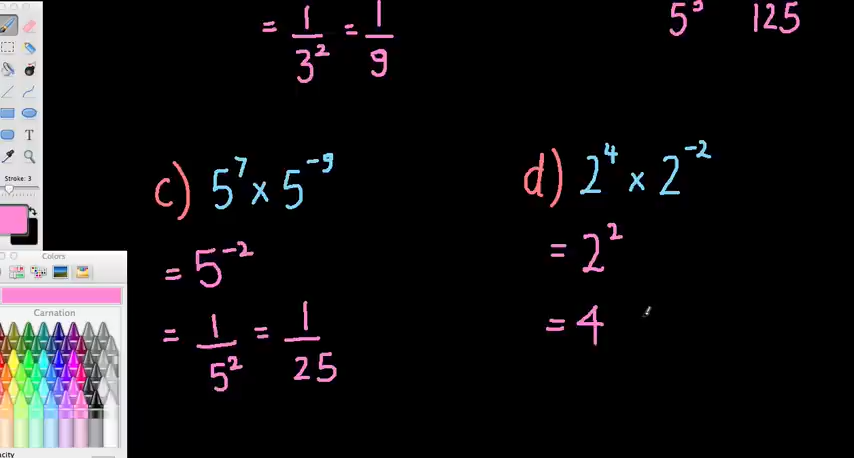 = 1/3² = 1/9
5³ 125
c) 5⁷ x 5⁻⁹
= 5⁻²
= 1/5² = 1/25
d) 2⁴ x 2⁻²
= 2²
= 4
T
Stroke: 3
Colors
Carnation
acity